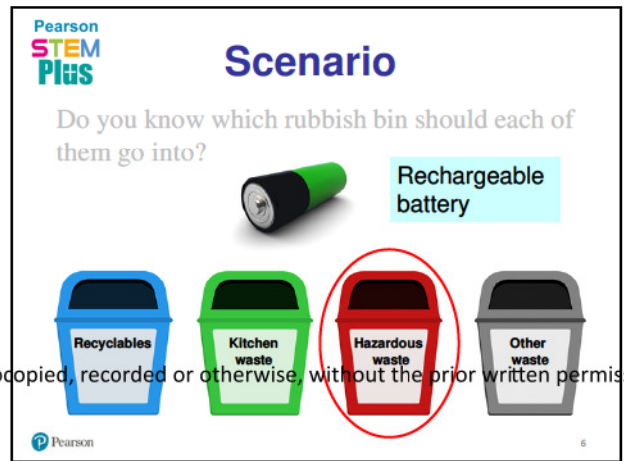 Pearson
STEM
Plus
Scenario
Do you know which rubbish bin should each of
them go into?
Rechargeable
battery
Recyclables
Kitchen
waste
Hazardous
waste
Other
waste
ocopied, recorded or otherwise, without the prior written permis
Pearson
6